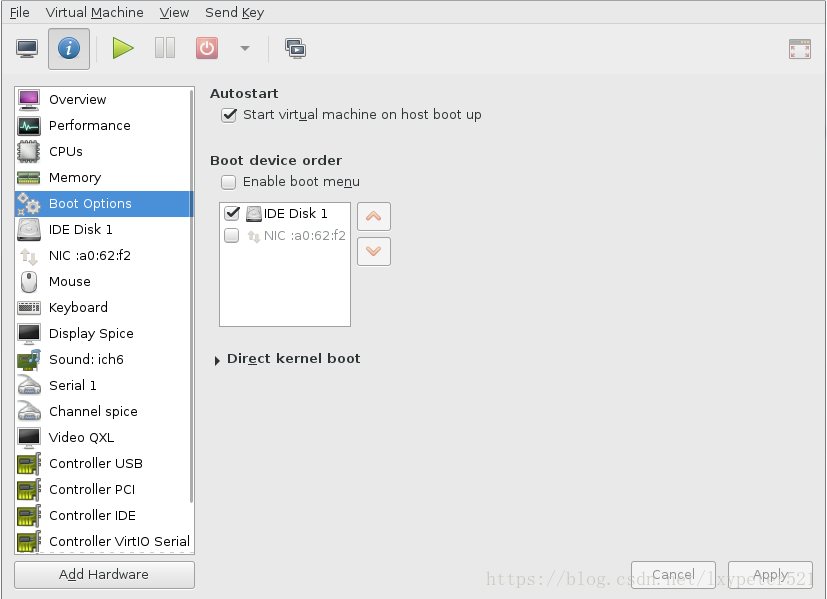 File Virtual Machine View Send Key
Overview
Performance
CPUs
Memory
Boot Options
IDE Disk 1
NIC :a0:62:f2
Mouse
Keyboard
Display Spice
Sound: ich6
Serial 1
Channel spice
Video QXL
Controller USB
Controller PCI
Controller IDE
Controller VirtIO Serial
Add Hardware
Autostart
Start virtual machine on host boot up
Boot device order
Enable boot menu
IDE Disk 1
NIC :a0:62:f2
Direct kernel boot
Cancel Apply
https://blog.csdn.net/lxypeter521